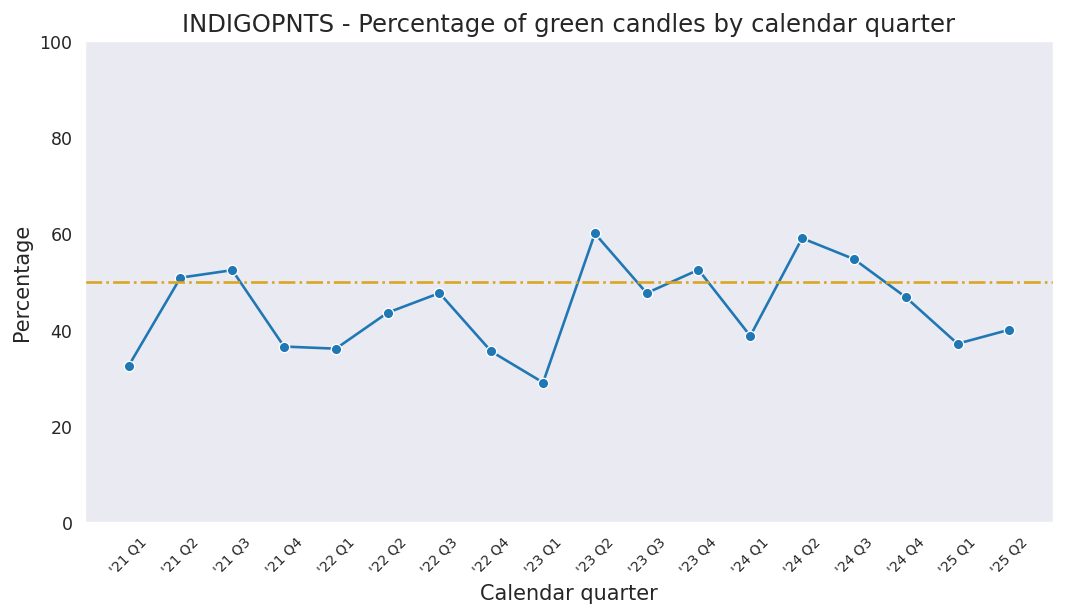 INDIGOPNTS - Percentage of green candles by calendar quarter
100
80
60
40
20
0
Percentage
'21 Q1
'21 Q2
'21 Q3
'21 Q4
'22 Q1
'22 Q2
'22 Q3
'22 Q4
'23 Q1
'23 Q2
'23 Q3
'23 Q4
'24 Q1
'24 Q2
'24 Q3
'24 Q4
'25 Q1
'25 Q2
Calendar quarter